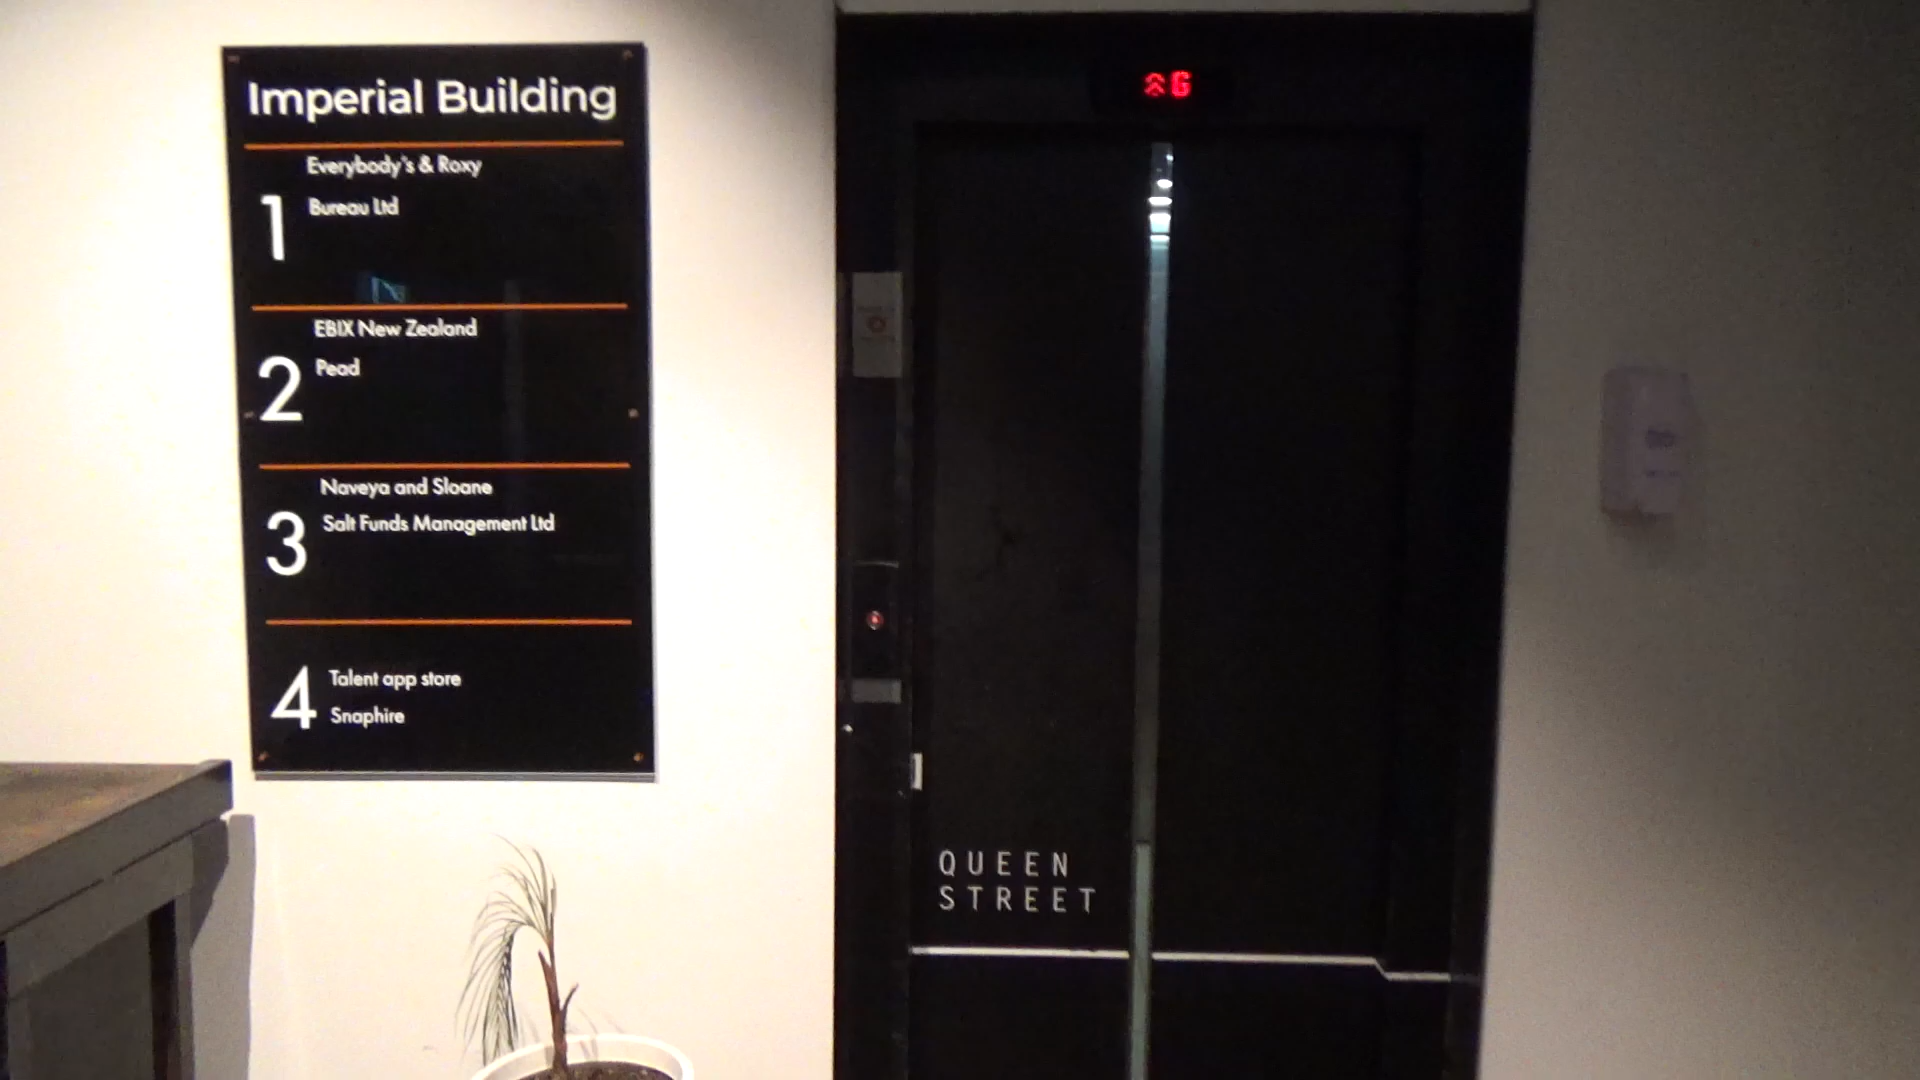 Imperial Building
1
Everybody's & Roxy
Bureau Ltd
2
EBIX New Zealand
Pead
3
Naveya and Sloane
Salt Funds Management Ltd
4
Talent app store
Snaphire
G
QUEEN
STREET